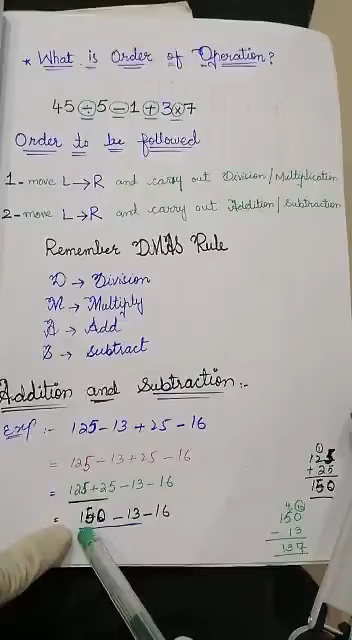 * What is Order of Operation?
45 ÷ 5 - 1 + 3 × 7
Order to be followed
1 - move L → R and carry out Division / Multiplication
2 - move L → R and carry out Addition / Subtraction
Remember DMAS Rule
D → Division
M → Multiply
A → Add
S → Subtract
Addition and Subtraction :-
Exp :- 125 - 13 + 25 - 16
= 125 - 13 + 25 - 16
= 125 + 25 - 13 - 16
= 150 - 13 - 16
1
125
+ 25
150
4 10
150
- 13
137